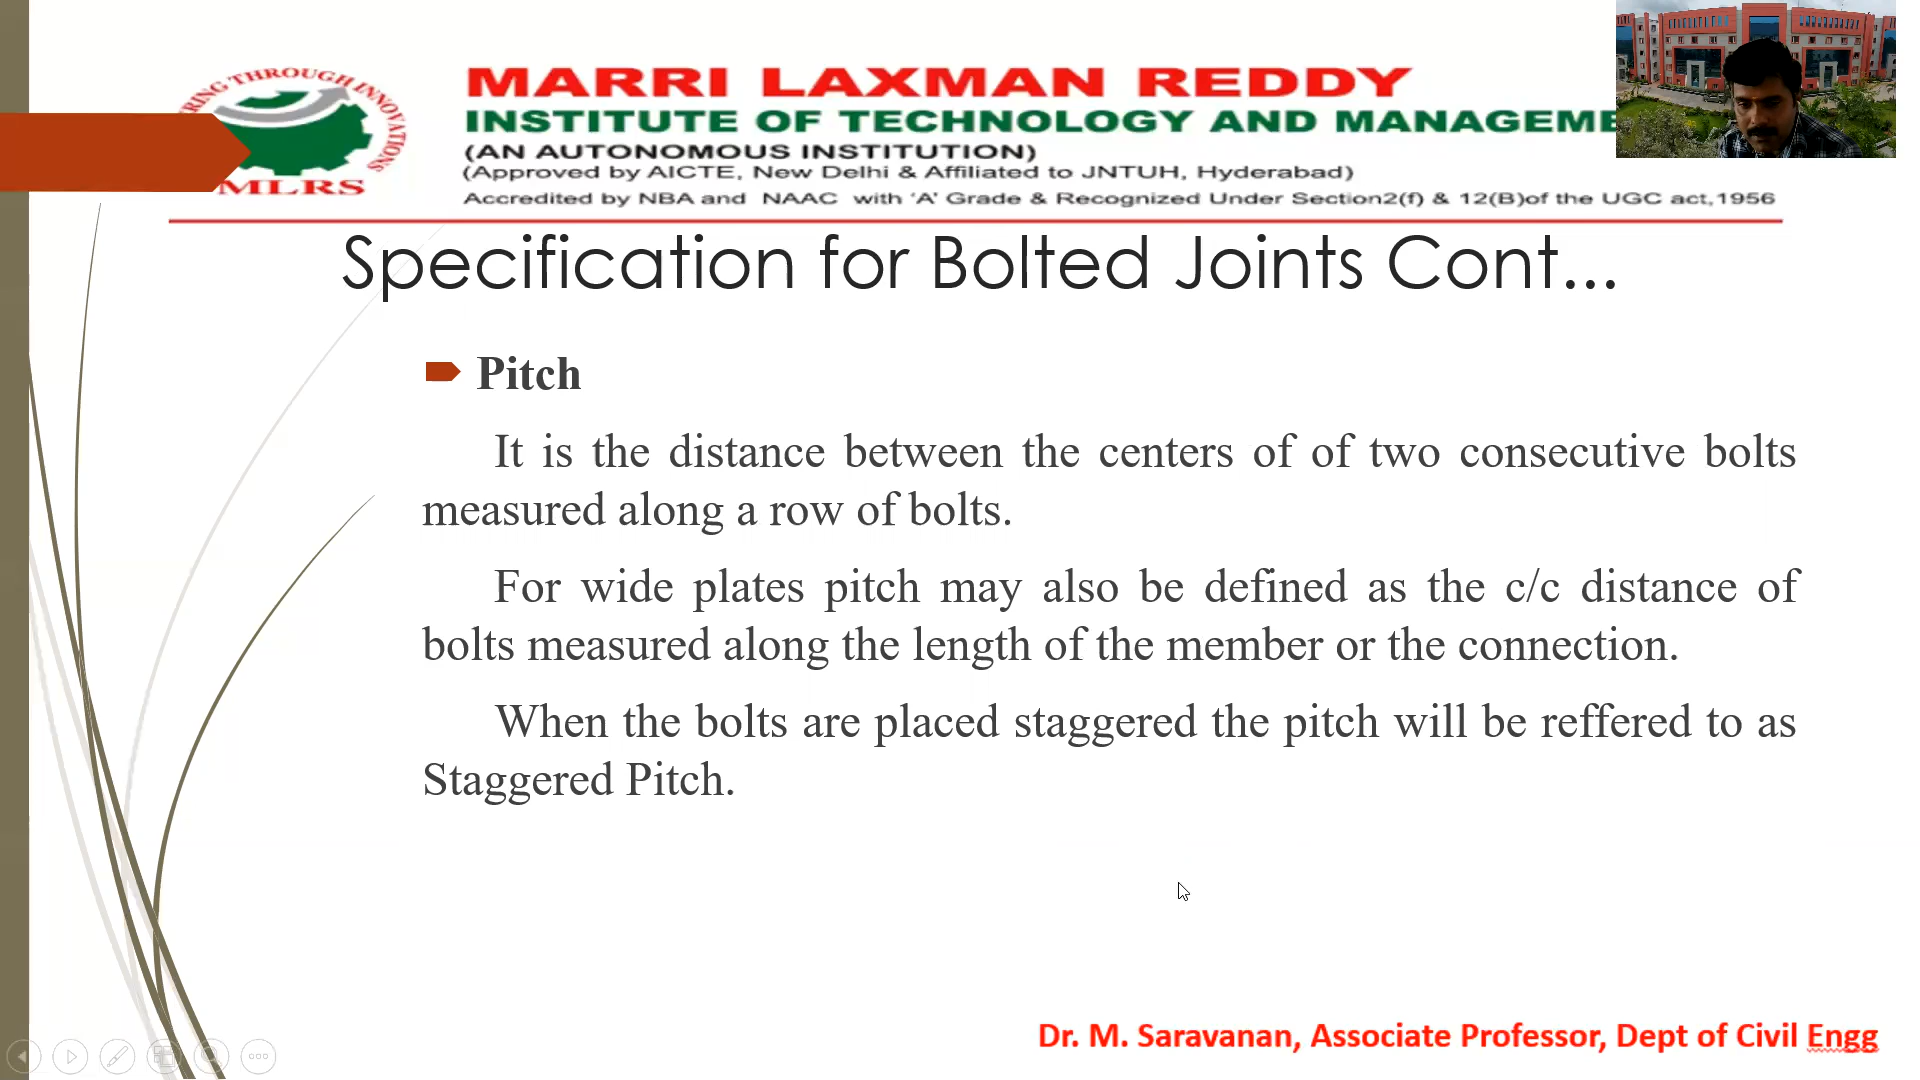 RING THROUGH INNOVATIONS
MLRS
MARRI LAXMAN REDDY
INSTITUTE OF TECHNOLOGY AND
(AN AUTONOMOUS INSTITUTION)
(Approved by AICTE, New Delhi & Affiliated to JNTUH, Hyderabad)
Accredited by NBA and NAAC with 'A' Grade & Recognized Under Section2(f) & 12(B)of the UGC act,1956
Specification for Bolted Joints Cont...
Pitch
It is the distance between the centers of of two consecutive bolts
measured along a row of bolts.
For wide plates pitch may also be defined as the c/c distance of
bolts measured along the length of the member or the connection.
When the bolts are placed staggered the pitch will be reffered to as
Staggered Pitch.
Dr. M. Saravanan, Associate Professor, Dept of Civil Engg